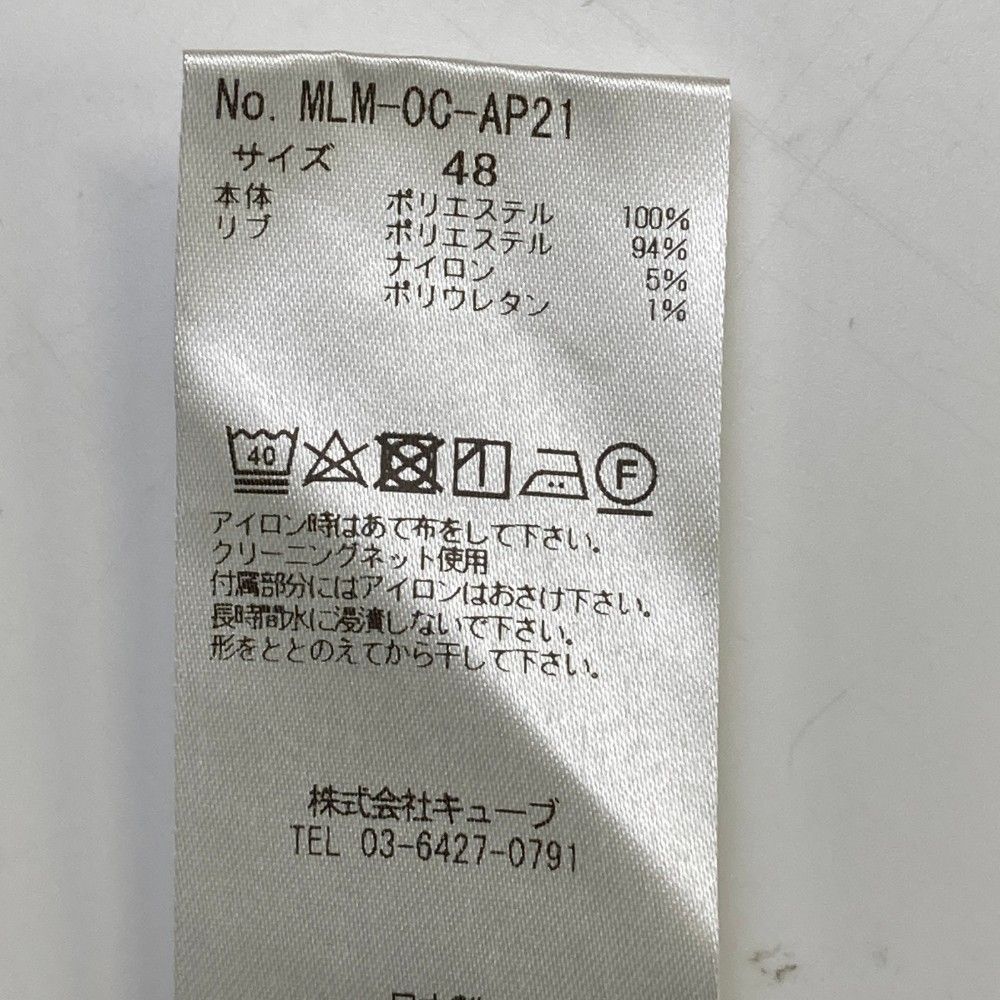 No. MLM-OC-AP21
サイズ 48
本体 ポリエステル 100%
リブ ポリエステル 94%
ナイロン 5%
ポリウレタン 1%
40 F
アイロン時はあて布をして下さい。
クリーニングネット使用
付属部分にはアイロンはおさけ下さい。
長時間水に浸漬しないで下さい。
形をととのえてから干して下さい。
株式会社キューブ
TEL 03-6427-0791